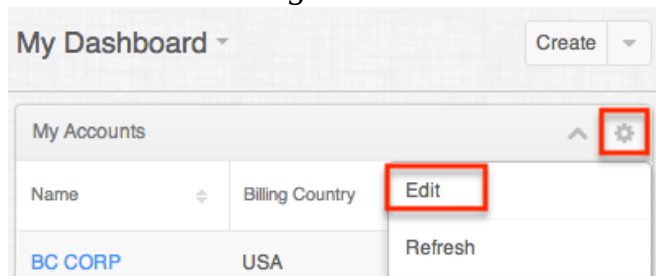 My Dashboard Create
My Accounts
Name Billing Country Edit
BC CORP USA Refresh